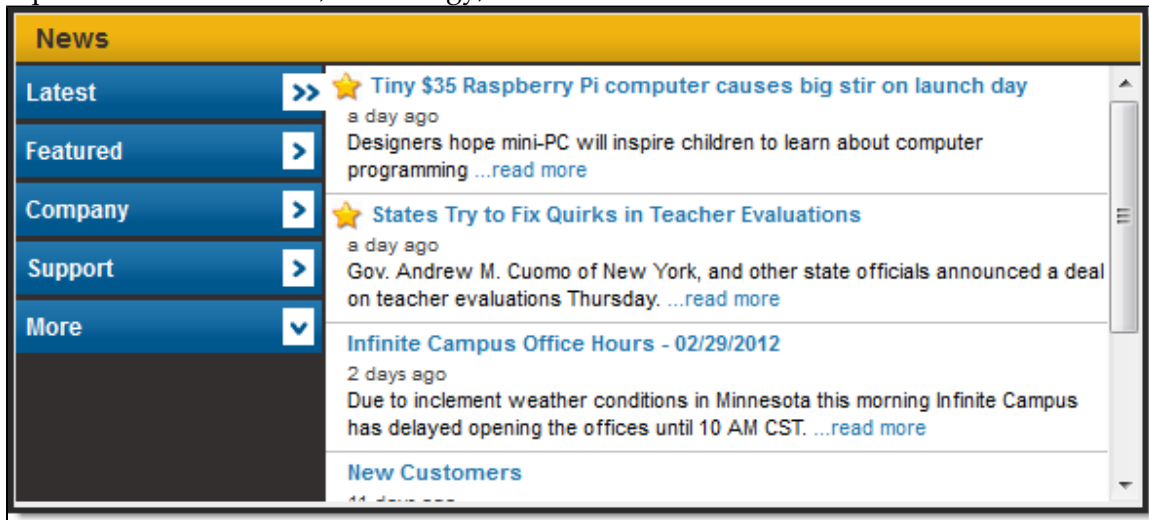 News
Latest
Featured
Company
Support
More
Tiny $35 Raspberry Pi computer causes big stir on launch day
a day ago
Designers hope mini-PC will inspire children to learn about computer
programming ...read more
States Try to Fix Quirks in Teacher Evaluations
a day ago
Gov. Andrew M. Cuomo of New York, and other state officials announced a deal
on teacher evaluations Thursday. ...read more
Infinite Campus Office Hours - 02/29/2012
2 days ago
Due to inclement weather conditions in Minnesota this morning Infinite Campus
has delayed opening the offices until 10 AM CST. ...read more
New Customers
11 days ago